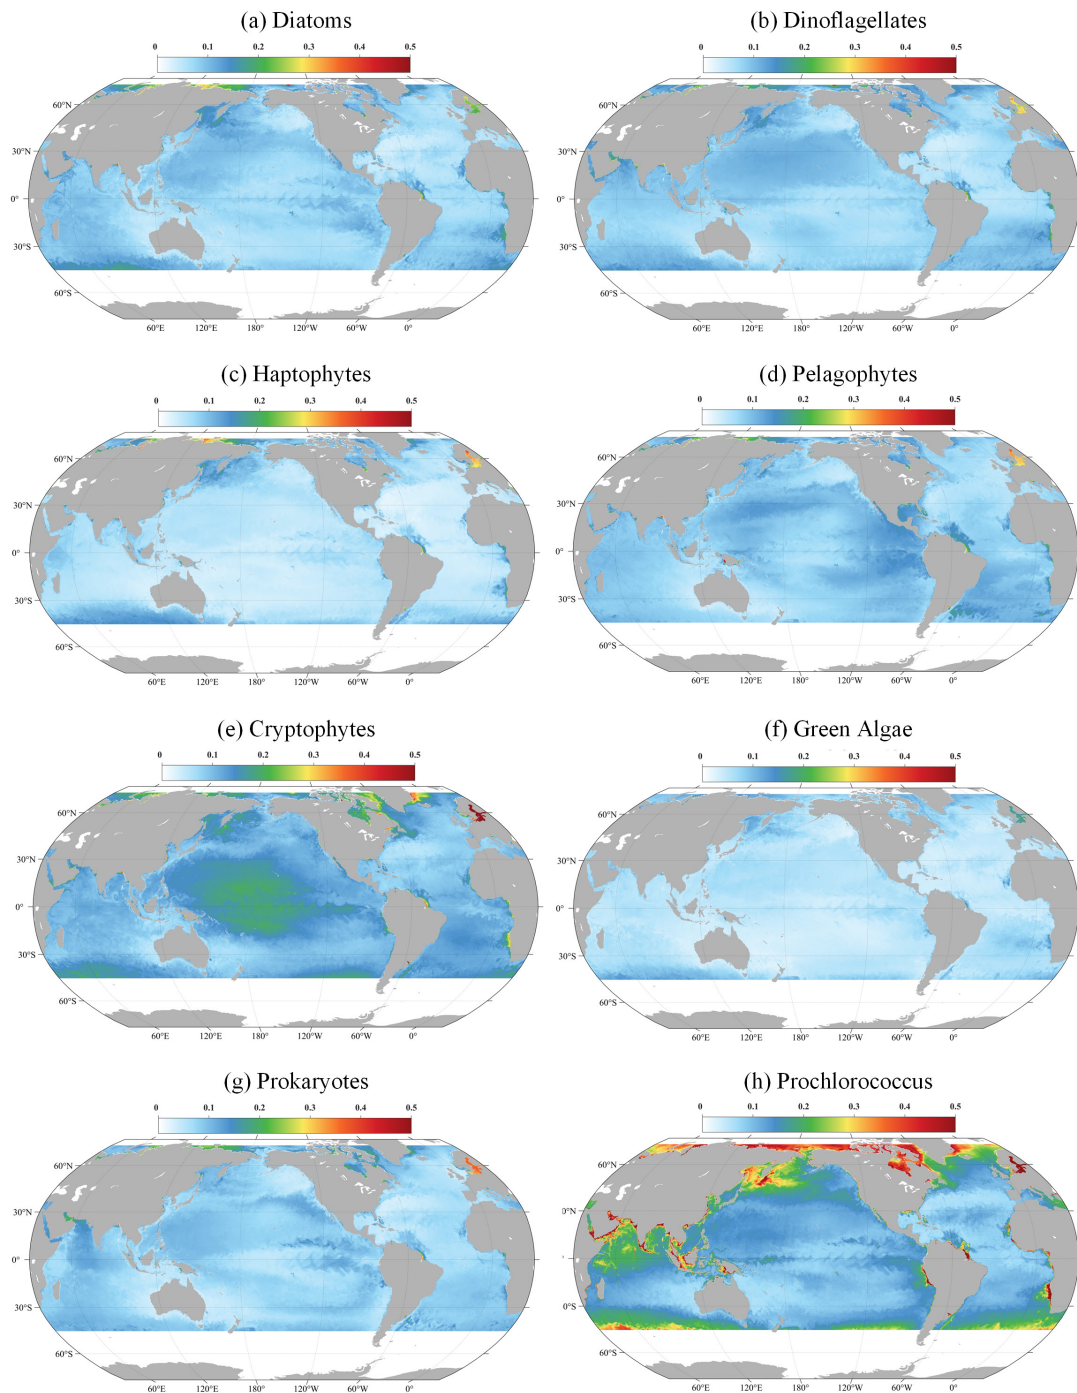 (a) Diatoms
0 0.1 0.2 0.3 0.4 0.5
60°N
30°N
0°
30°S
60°S
60°E 120°E 180° 120°W 60°W 0°
(b) Dinoflagellates
0 0.1 0.2 0.3 0.4 0.5
60°N
30°N
0°
30°S
60°S
60°E 120°E 180° 120°W 60°W 0°
(c) Haptophytes
0 0.1 0.2 0.3 0.4 0.5
60°N
30°N
0°
30°S
60°S
60°E 120°E 180° 120°W 60°W 0°
(d) Pelagophytes
0 0.1 0.2 0.3 0.4 0.5
60°N
30°N
0°
30°S
60°S
60°E 120°E 180° 120°W 60°W 0°
(e) Cryptophytes
0 0.1 0.2 0.3 0.4 0.5
60°N
30°N
0°
30°S
60°S
60°E 120°E 180° 120°W 60°W 0°
(f) Green Algae
0 0.1 0.2 0.3 0.4 0.5
60°N
30°N
0°
30°S
60°S
60°E 120°E 180° 120°W 60°W 0°
(g) Prokaryotes
0 0.1 0.2 0.3 0.4 0.5
60°N
30°N
0°
30°S
60°S
60°E 120°E 180° 120°W 60°W 0°
(h) Prochlorococcus
0 0.1 0.2 0.3 0.4 0.5
60°N
0°N
0°S
60°S
60°E 120°E 180° 120°W 60°W 0°